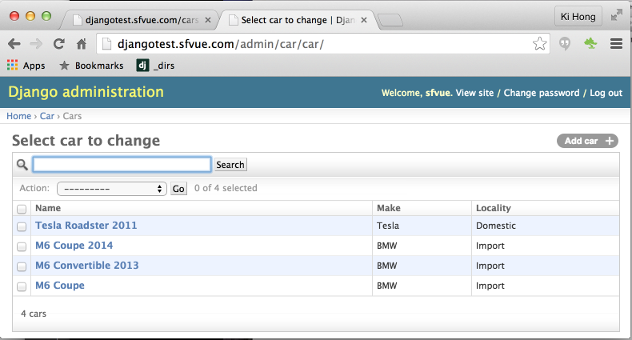 djangotest.sfvue.com/cars
Select car to change | Djan
Ki Hong
djangotest.sfvue.com/admin/car/car/
Apps
Bookmarks
dj _dirs
Django administration
Welcome, sfvue. View site / Change password / Log out
Home › Car › Cars
Select car to change
Add car +
Search
Action: --------- Go 0 of 4 selected
Name Make Locality
Tesla Roadster 2011 Tesla Domestic
M6 Coupe 2014 BMW Import
M6 Convertible 2013 BMW Import
M6 Coupe BMW Import
4 cars